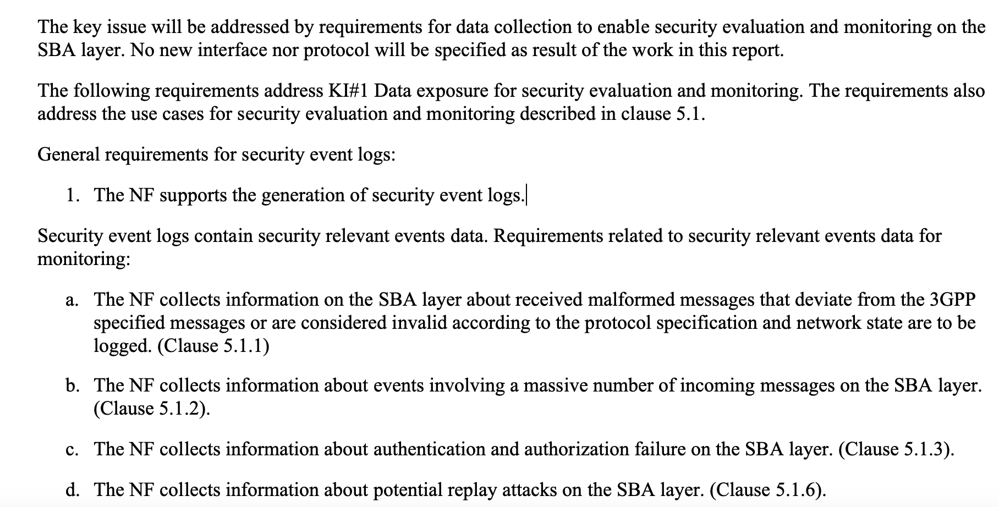 The key issue will be addressed by requirements for data collection to enable security evaluation and monitoring on the
SBA layer. No new interface nor protocol will be specified as result of the work in this report.
The following requirements address KI#1 Data exposure for security evaluation and monitoring. The requirements also
address the use cases for security evaluation and monitoring described in clause 5.1.
General requirements for security event logs:
1. The NF supports the generation of security event logs.
Security event logs contain security relevant events data. Requirements related to security relevant events data for
monitoring:
a. The NF collects information on the SBA layer about received malformed messages that deviate from the 3GPP
specified messages or are considered invalid according to the protocol specification and network state are to be
logged. (Clause 5.1.1)
b. The NF collects information about events involving a massive number of incoming messages on the SBA layer.
(Clause 5.1.2).
c. The NF collects information about authentication and authorization failure on the SBA layer. (Clause 5.1.3).
d. The NF collects information about potential replay attacks on the SBA layer. (Clause 5.1.6).